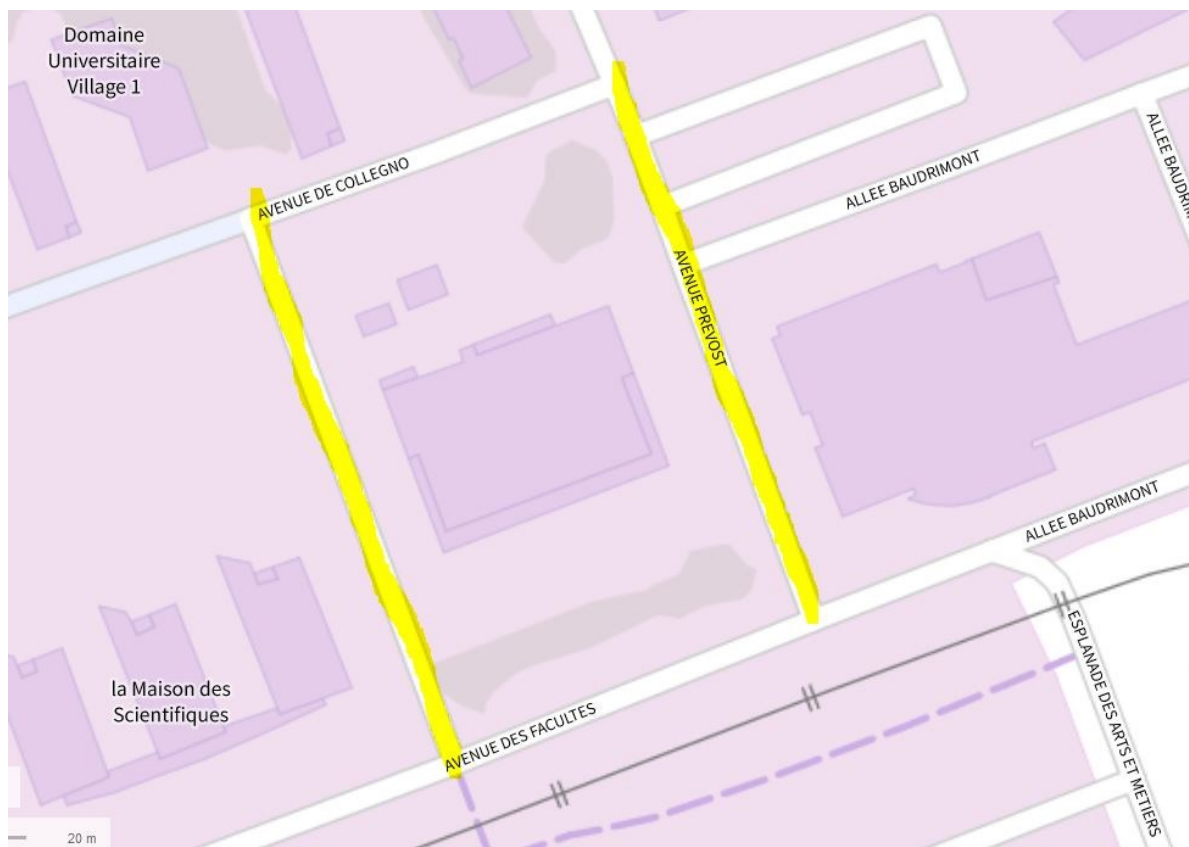 Domaine
Universitaire
Village 1
AVENUE DE COLLEGNO
ALLEE BAUDRIMONT
ALLEE BAUDRIM
AVENUE PREVOST
ALLEE BAUDRIMONT
la Maison des
Scientifiques
AVENUE DES FACULTES
ESPLANADE DES ARTS ET METIERS
20 m